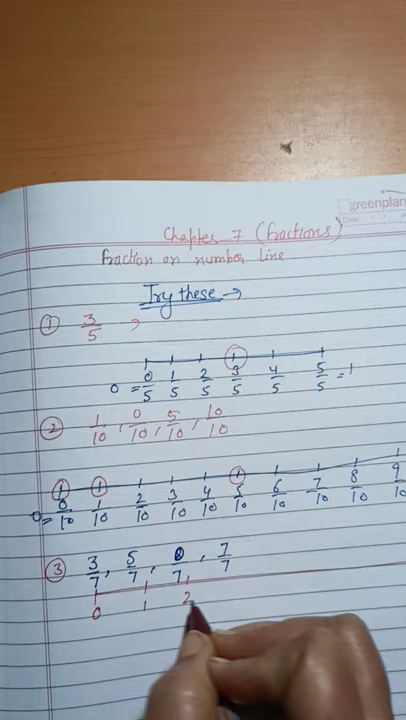 greenplan
Chapter 7 (fractions)
fraction on number line
Try these →
① 3/5 →
0 = 0/5 1/5 2/5 3/5 4/5 5/5 = 1
② 1/10, 0/10, 5/10, 10/10
0 = 0/10 1/10 2/10 3/10 4/10 5/10 6/10 7/10 8/10 9/10
③ 3/7, 5/7, 0/7, 7/7
0 1 2